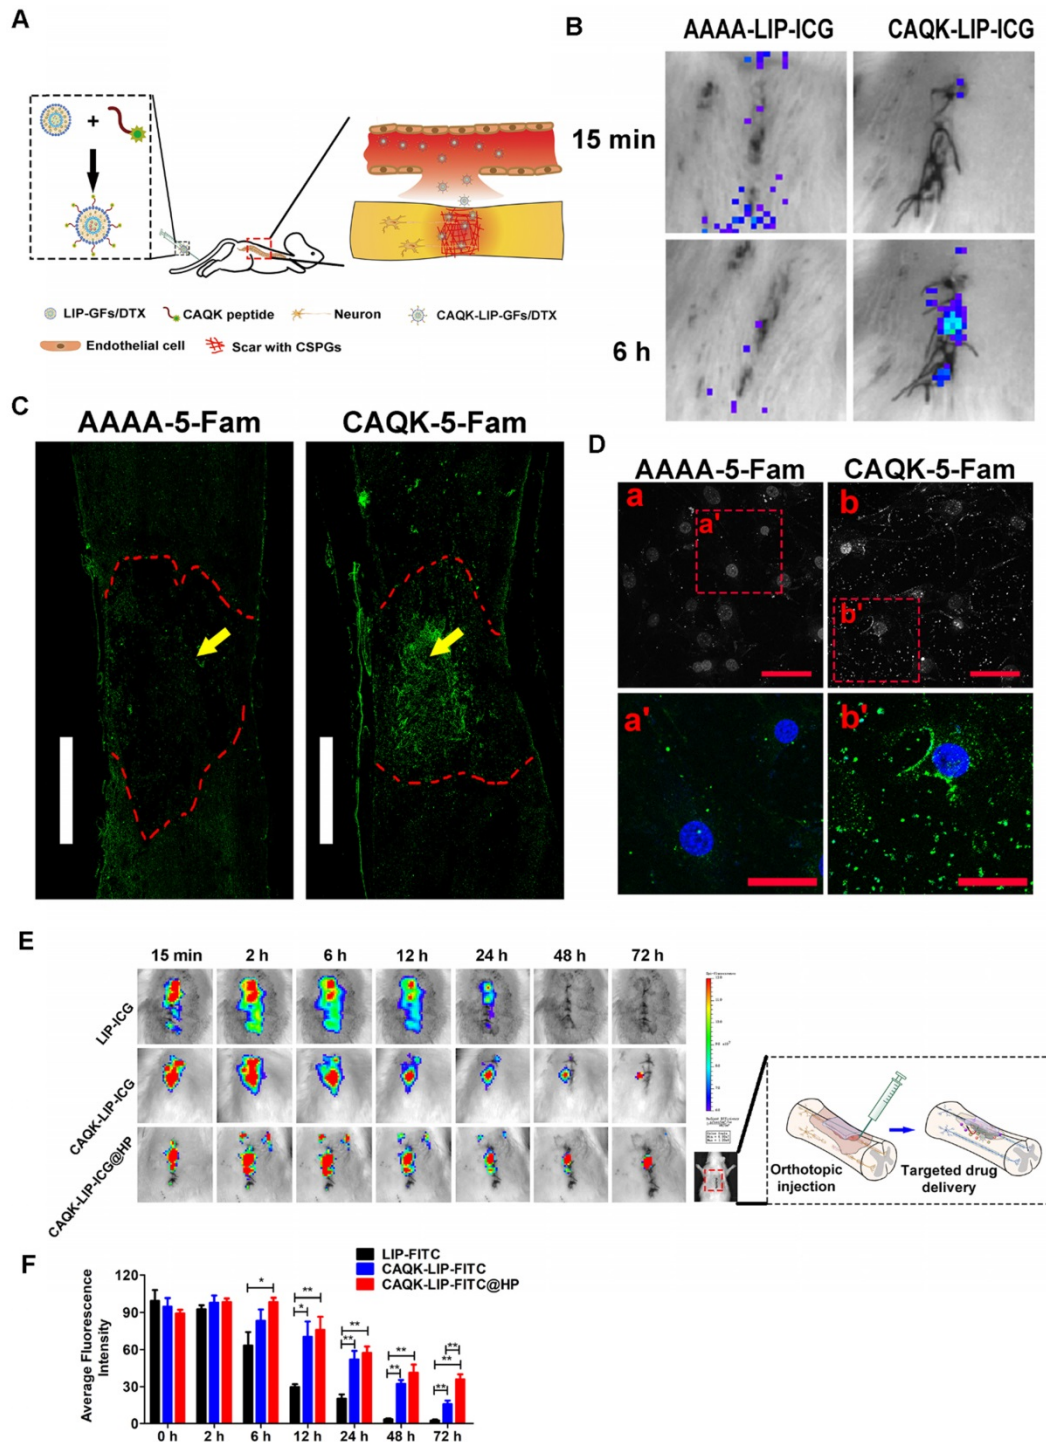 A
LIP-GFs/DTX
CAQK peptide
Neuron
CAQK-LIP-GFs/DTX
Endothelial cell
Scar with CSPGs
B
AAAA-LIP-ICG
CAQK-LIP-ICG
15 min
6 h
C
AAAA-5-Fam
CAQK-5-Fam
D
AAAA-5-Fam
CAQK-5-Fam
a
a'
b
b'
a'
b'
E
15 min
2 h
6 h
12 h
24 h
48 h
72 h
LIP-ICG
CAQK-LIP-ICG
CAQK-LIP-ICG@HP
Orthotopic
injection
Targeted drug
delivery
F
LIP-FITC
CAQK-LIP-FITC
CAQK-LIP-FITC@HP
Average Fluorescence
Intensity
120
90
60
30
0
*
**
*
**
**
**
**
**
**
**
**
0 h
2 h
6 h
12 h
24 h
48 h
72 h